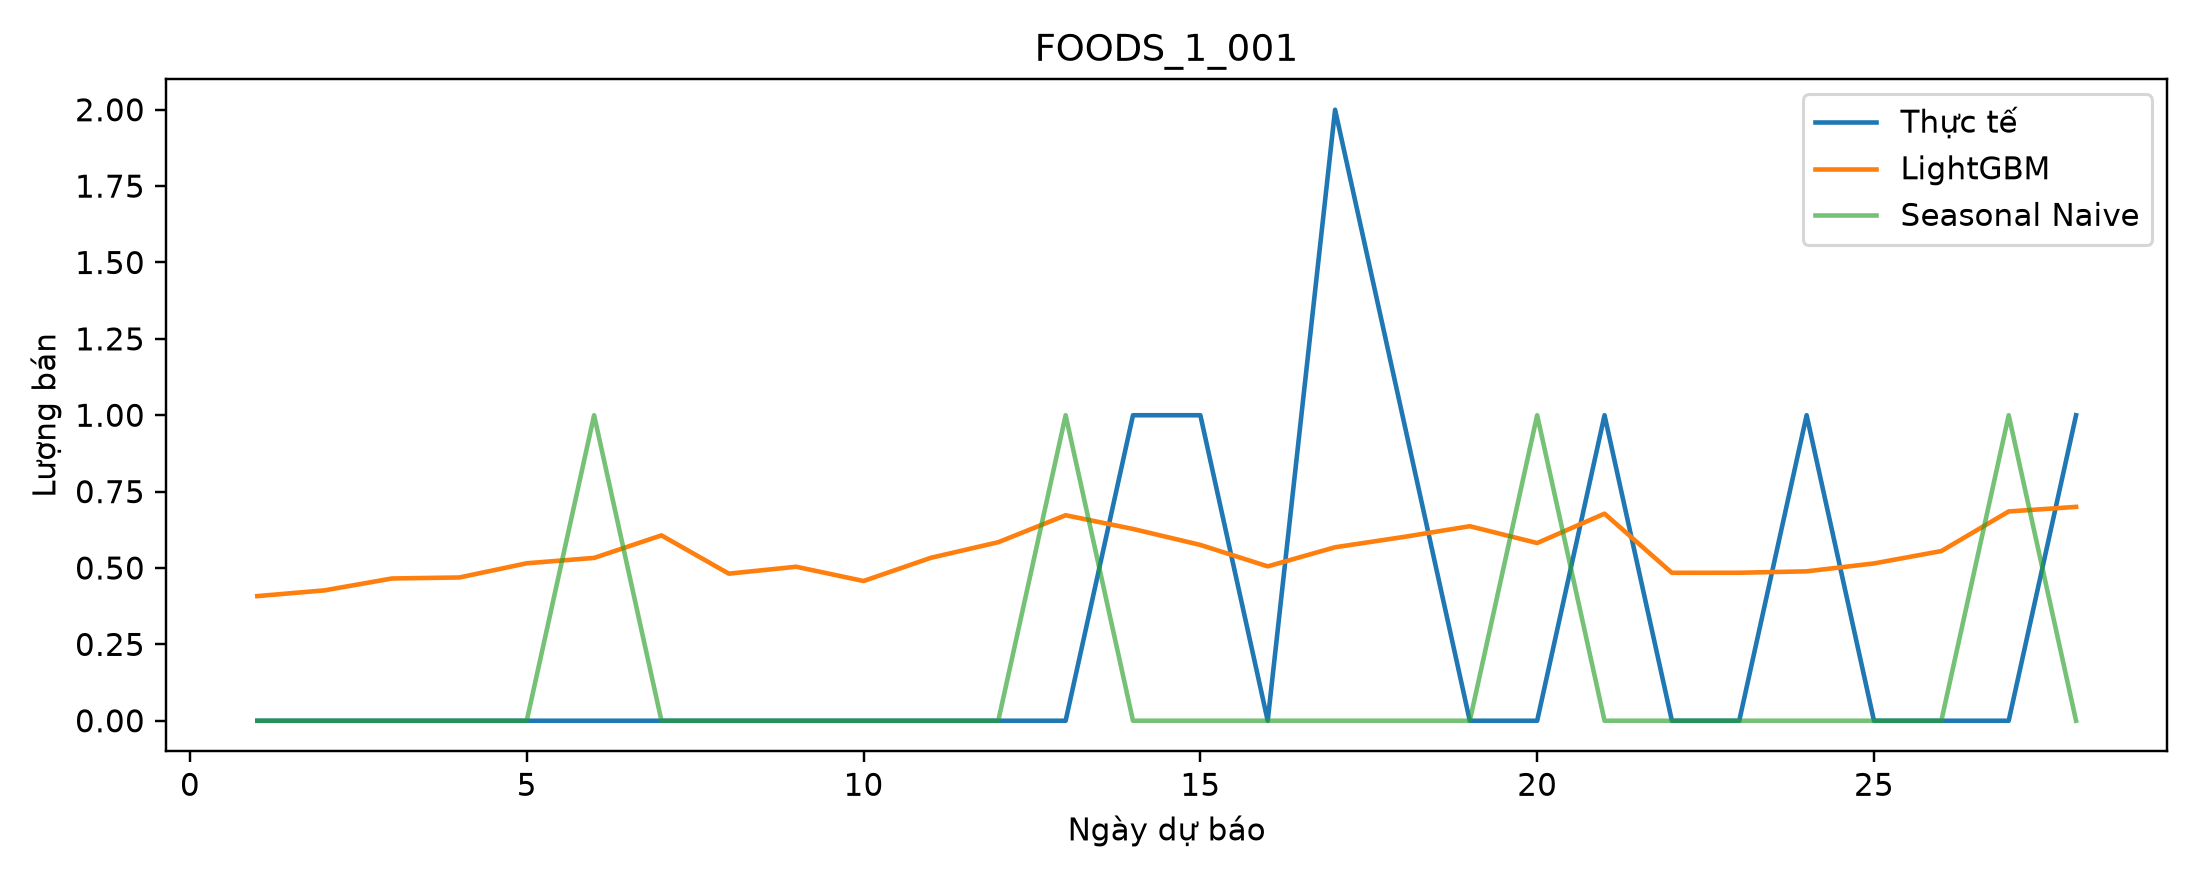 FOODS_1_001
Thực tế
LightGBM
Seasonal Naive
Lượng bán
2.00
1.75
1.50
1.25
1.00
0.75
0.50
0.25
0.00
0
5
10
15
20
25
Ngày dự báo